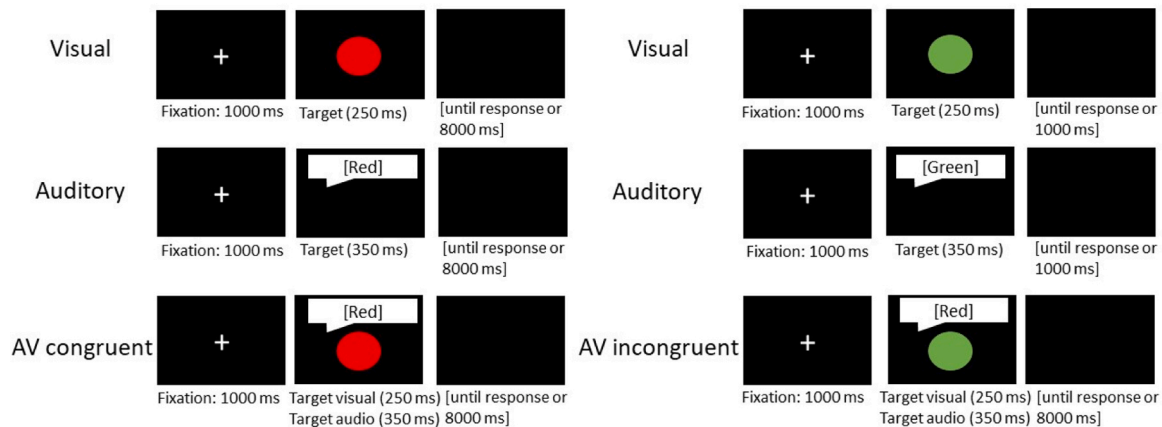 Visual
Fixation: 1000 ms
Target (250 ms)
[until response or
8000 ms]
Visual
Fixation: 1000 ms
Target (250 ms)
[until response or
1000 ms]
Auditory
[Red]
Fixation: 1000 ms
Target (350 ms)
[until response or
8000 ms]
Auditory
[Green]
Fixation: 1000 ms
Target (350 ms)
[until response or
1000 ms]
AV congruent
[Red]
Fixation: 1000 ms
Target visual (250 ms)
Target audio (350 ms)
[until response or
8000 ms]
AV incongruent
[Red]
Fixation: 1000 ms
Target visual (250 ms)
Target audio (350 ms)
[until response or
8000 ms]